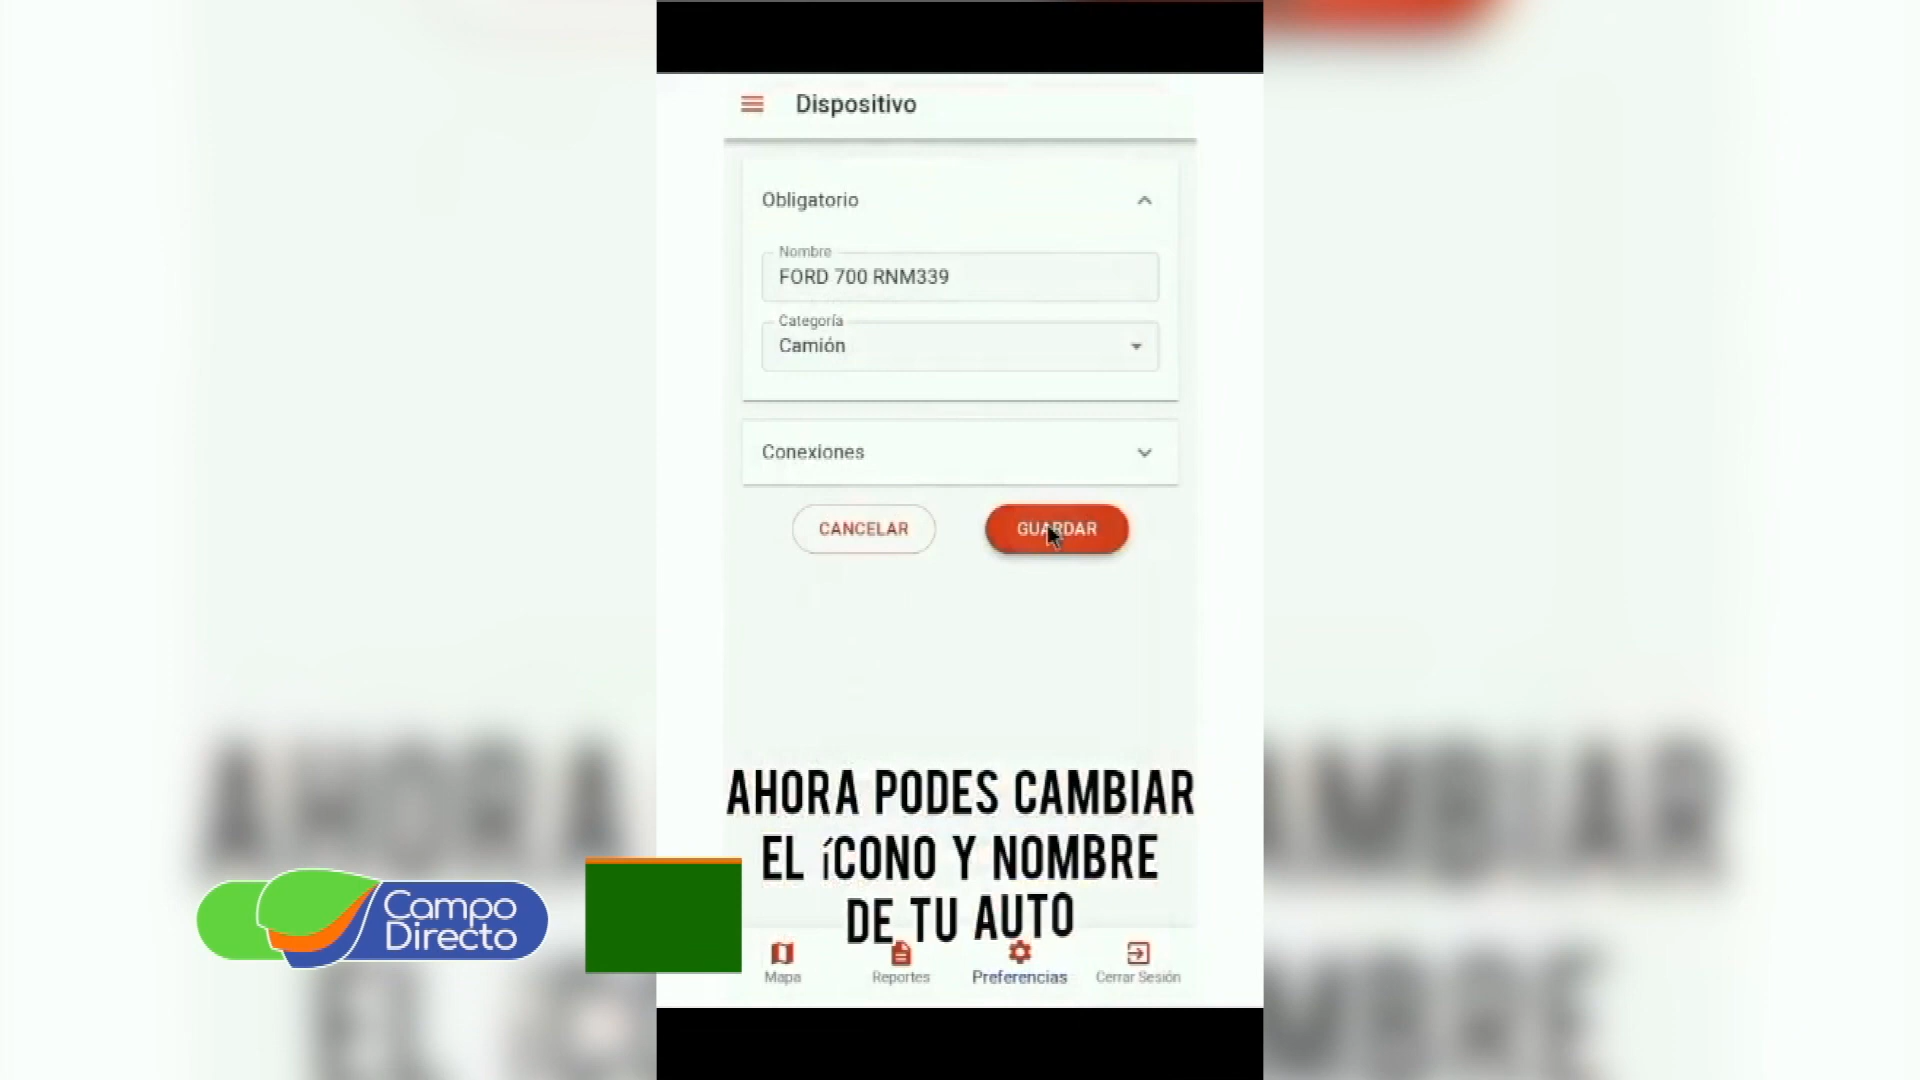 Dispositivo
Obligatorio
Nombre
FORD 700 RNM339
Categoría
Camión
Conexiones
CANCELAR
GUARDAR
AHORA PODES CAMBIAR
EL íCONO Y NOMBRE
DE TU AUTO
Campo
Directo
Mapa
Reportes
Preferencias
Cerrar Sesión